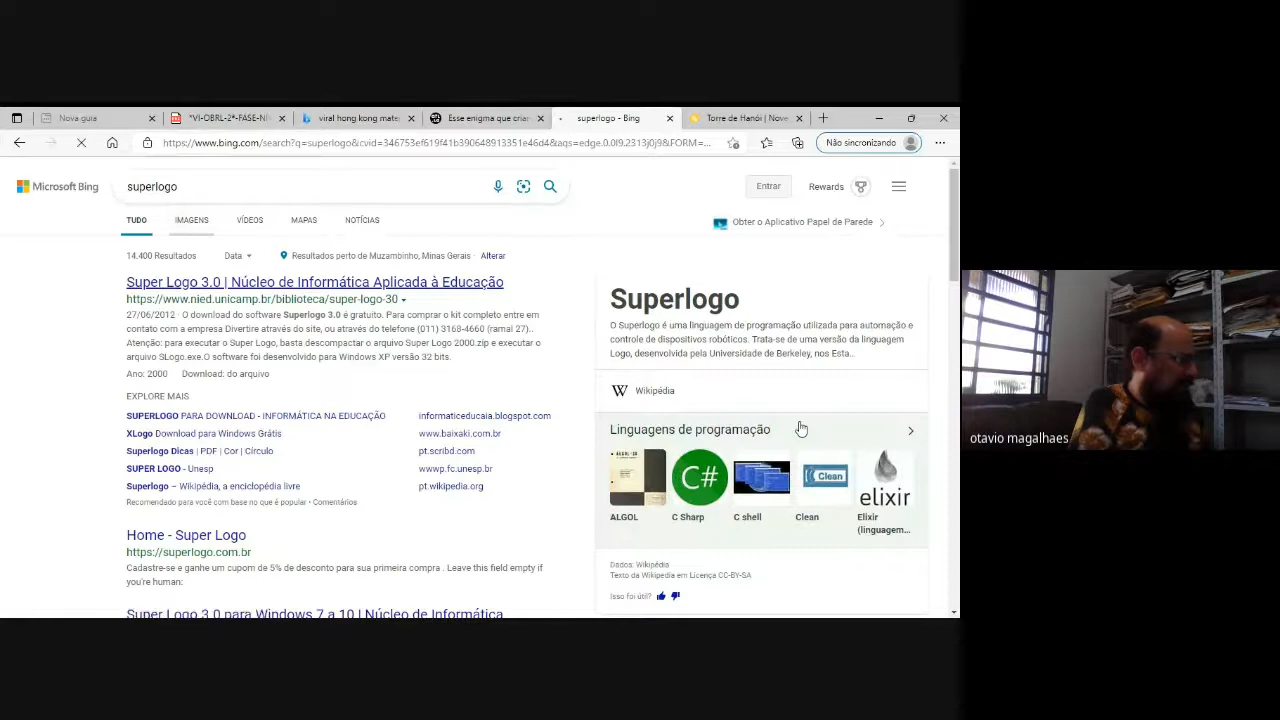 Nova guia
*VI-OBRL-2*-FASE-NÍV
viral hong kong mate
Esse enigma que crian
superlogo - Bing
Torre de Hanói | Nove
https://www.bing.com/search?q=superlogo&cvid=346753ef619f41b390648913351e46d4&aqs=edge.0.0l9.2313j0j9&FORM=...
Não sincronizando
Microsoft Bing
superlogo
Entrar
Rewards
TUDO
IMAGENS
VÍDEOS
MAPAS
NOTÍCIAS
Obter o Aplicativo Papel de Parede
14.400 Resultados
Data
Resultados perto de Muzambinho, Minas Gerais · Alterar
Super Logo 3.0 | Núcleo de Informática Aplicada à Educação
https://www.nied.unicamp.br/biblioteca/super-logo-30
27/06/2012 · O download do software Superlogo 3.0 é gratuito. Para comprar o kit completo entre em
contato com a empresa Divertire através do site, ou através do telefone (011) 3168-4660 (ramal 27)..
Atenção: para executar o Super Logo, basta descompactar o arquivo Super Logo 2000.zip e executar o
arquivo SLogo.exe.O software foi desenvolvido para Windows XP versão 32 bits.
Ano: 2000 Download: do arquivo
EXPLORE MAIS
SUPERLOGO PARA DOWNLOAD - INFORMÁTICA NA EDUCAÇÃO informaticeducaia.blogspot.com
XLogo Download para Windows Grátis www.baixaki.com.br
Superlogo Dicas | PDF | Cor | Círculo pt.scribd.com
SUPER LOGO - Unesp wwwp.fc.unesp.br
Superlogo – Wikipédia, a enciclopédia livre pt.wikipedia.org
Recomendado para você com base no que é popular • Comentários
Home - Super Logo
https://superlogo.com.br
Cadastre-se e ganhe um cupom de 5% de desconto para sua primeira compra . Leave this field empty if
you're human:
Super Logo 3.0 para Windows 7 a 10 | Núcleo de Informática
Superlogo
O Superlogo é uma linguagem de programação utilizada para automação e
controle de dispositivos robóticos. Trata-se de uma versão da linguagem
Logo, desenvolvida pela Universidade de Berkeley, nos Esta...
Wikipédia
Linguagens de programação
C#
Clean
elixir
ALGOL
C Sharp
C shell
Clean
Elixir
(linguagem...
Dados: Wikipédia
Texto da Wikipedia em Licença CC-BY-SA
Isso foi útil?
otavio magalhaes